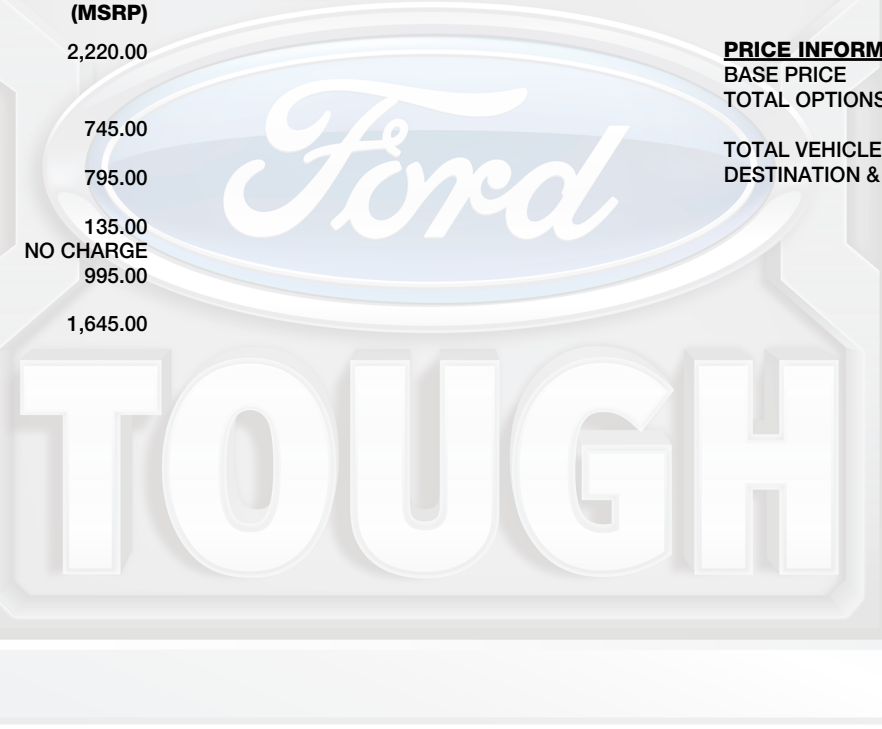 (MSRP)
2,220.00
745.00
795.00
135.00
NO CHARGE
995.00
1,645.00
PRICE INFORM
BASE PRICE
TOTAL OPTIONS
TOTAL VEHICLE
DESTINATION &
Ford
TOUGH